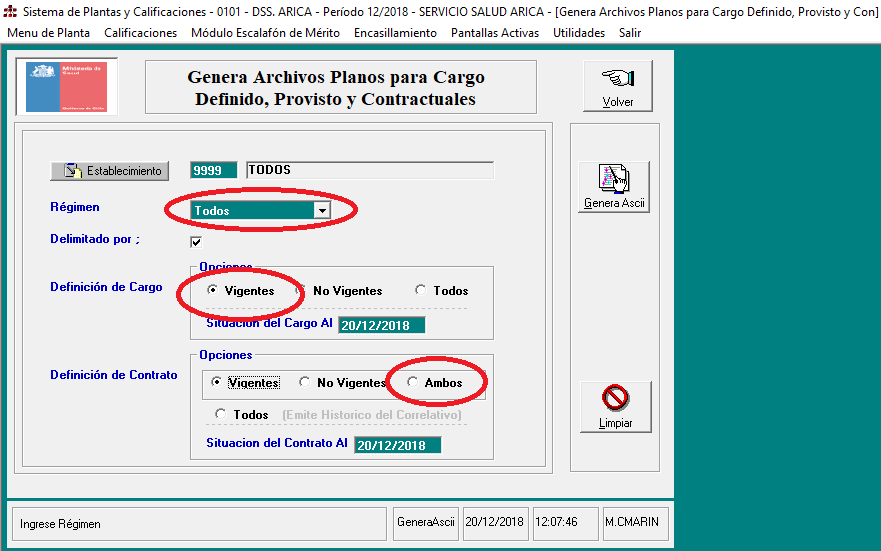 Sistema de Plantas y Calificaciones - 0101 - DSS. ARICA - Período 12/2018 - SERVICIO SALUD ARICA - [Genera Archivos Planos para Cargo Definido, Provisto y Con]
Menu de Planta Calificaciones Módulo Escalafón de Mérito Encasillamiento Pantallas Activas Utilidades Salir
Ministerio de
Salud
Gobierno de Chile
Genera Archivos Planos para Cargo
Definido, Provisto y Contractuales
Volver
Establecimiento 9999 TODOS
Régimen Todos
Genera Ascii
Delimitado por ;
Opciones
Definición de Cargo Vigentes No Vigentes Todos
Situacion del Cargo Al 20/12/2018
Opciones
Definición de Contrato Vigentes No Vigentes Ambos
Todos (Emite Historico del Correlativo)
Limpiar
Situacion del Contrato Al 20/12/2018
Ingrese Régimen GeneraAscii 20/12/2018 12:07:46 M.CMARIN